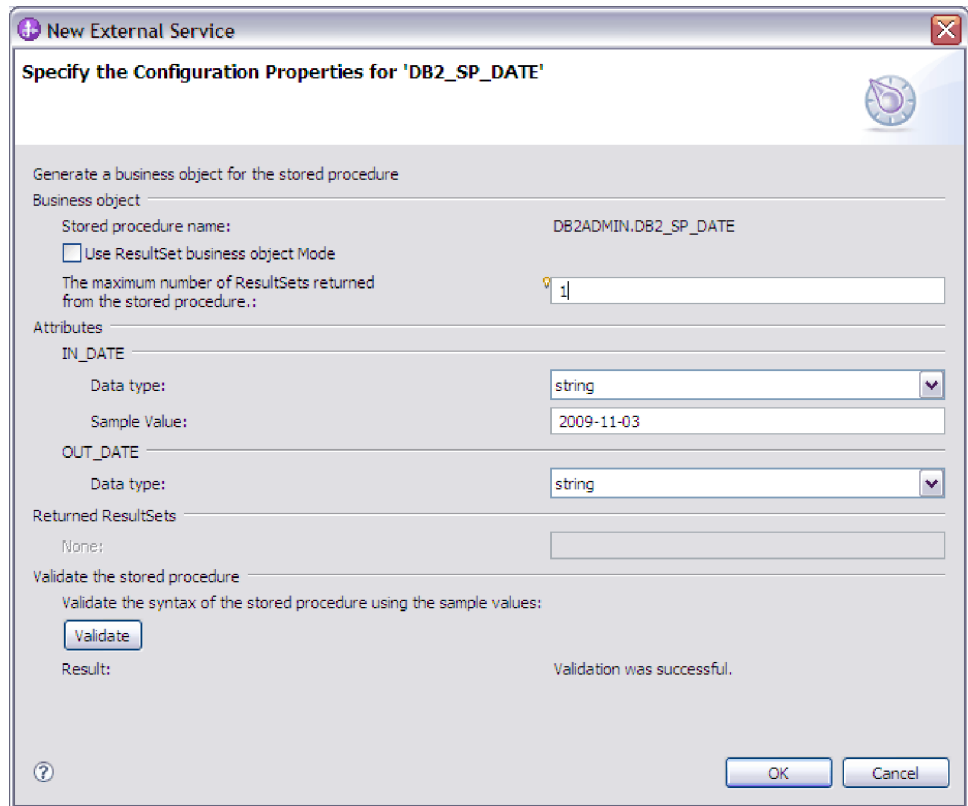 New External Service
Specify the Configuration Properties for 'DB2_SP_DATE'
Generate a business object for the stored procedure
Business object
Stored procedure name: DB2ADMIN.DB2_SP_DATE
Use ResultSet business object Mode
The maximum number of ResultSets returned
from the stored procedure.: 1
Attributes
IN_DATE
Data type: string
Sample Value: 2009-11-03
OUT_DATE
Data type: string
Returned ResultSets
None:
Validate the stored procedure
Validate the syntax of the stored procedure using the sample values:
Validate
Result: Validation was successful.
? OK Cancel